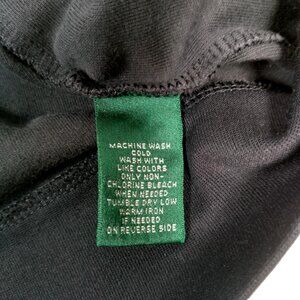 MACHINE WASH
COLD
WASH WITH
LIKE COLORS
ONLY NON-
CHLORINE BLEACH
WHEN NEEDED
TUMBLE DRY LOW
WARM IRON
IF NEEDED
ON REVERSE SIDE